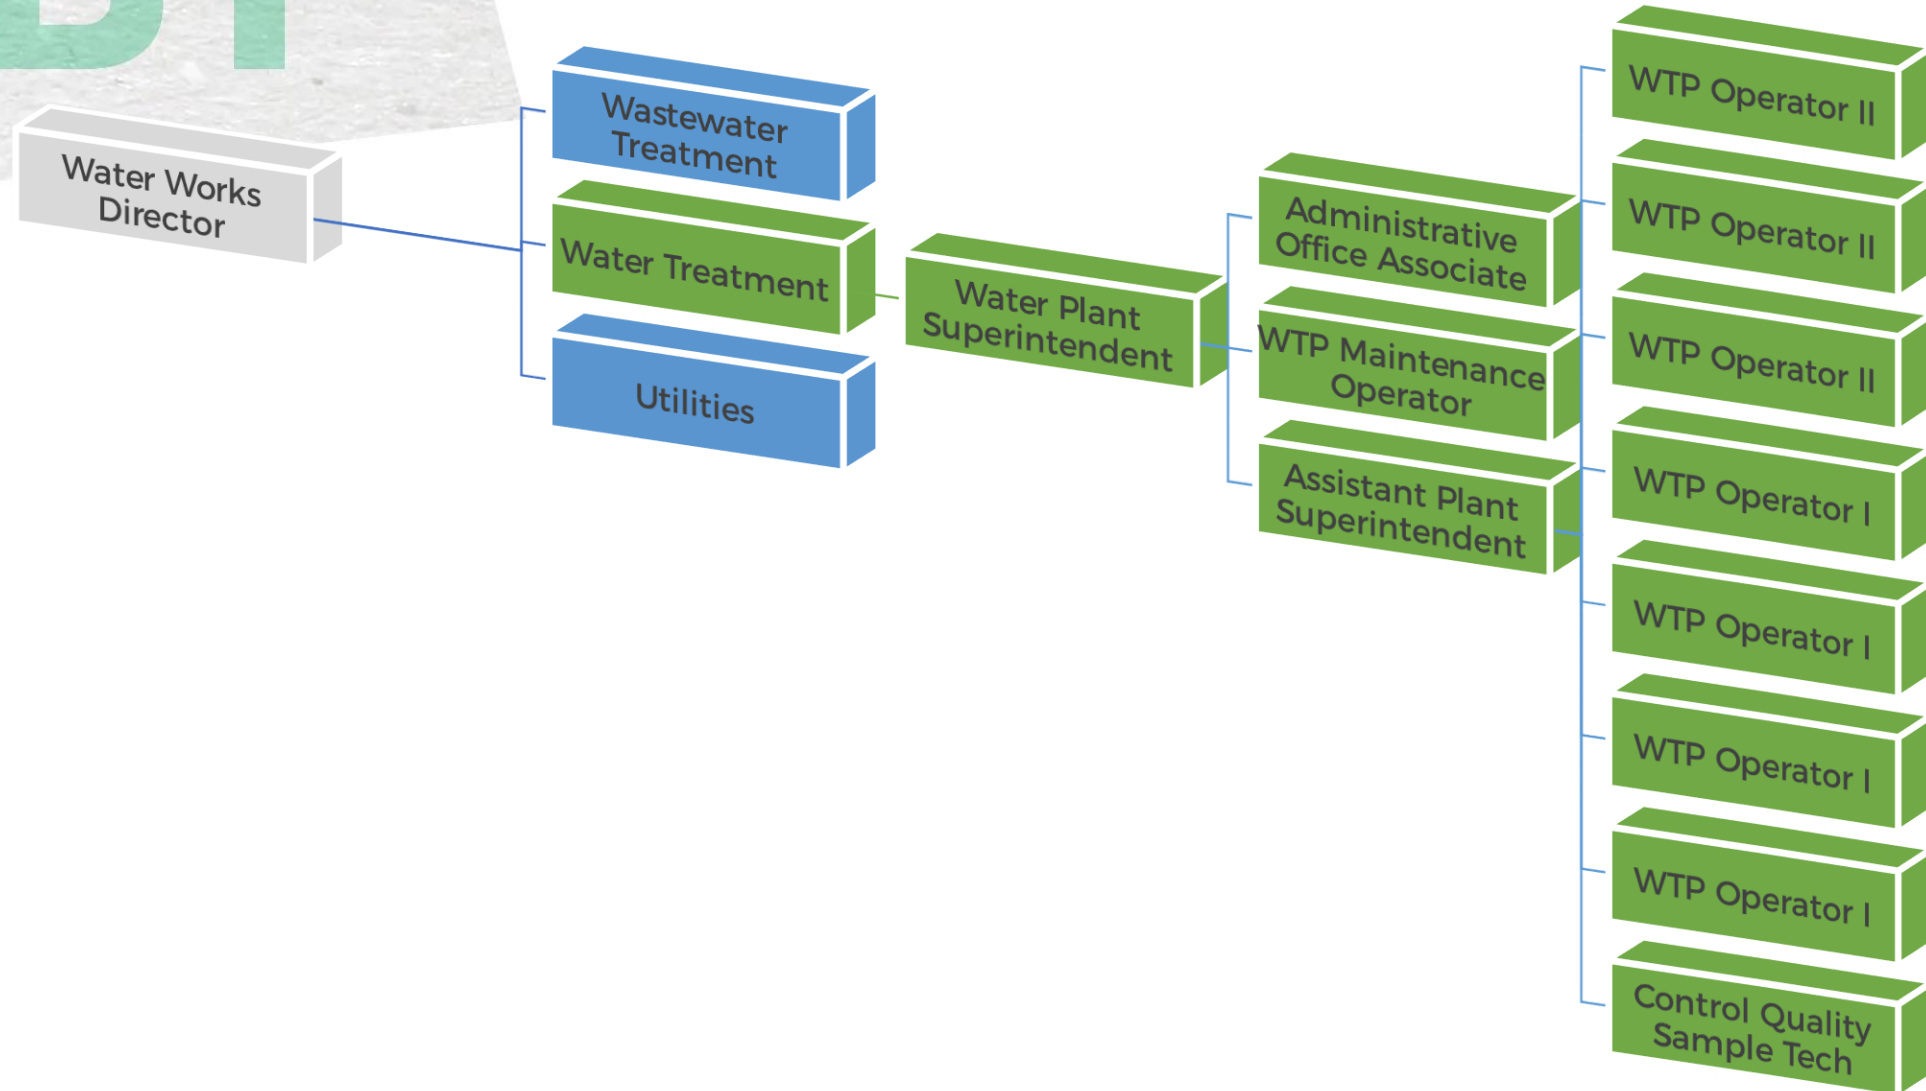 Water Works
Director
Wastewater
Treatment
Water Treatment
Utilities
Water Plant
Superintendent
Administrative
Office Associate
WTP Maintenance
Operator
Assistant Plant
Superintendent
WTP Operator II
WTP Operator II
WTP Operator II
WTP Operator I
WTP Operator I
WTP Operator I
WTP Operator I
Control Quality
Sample Tech